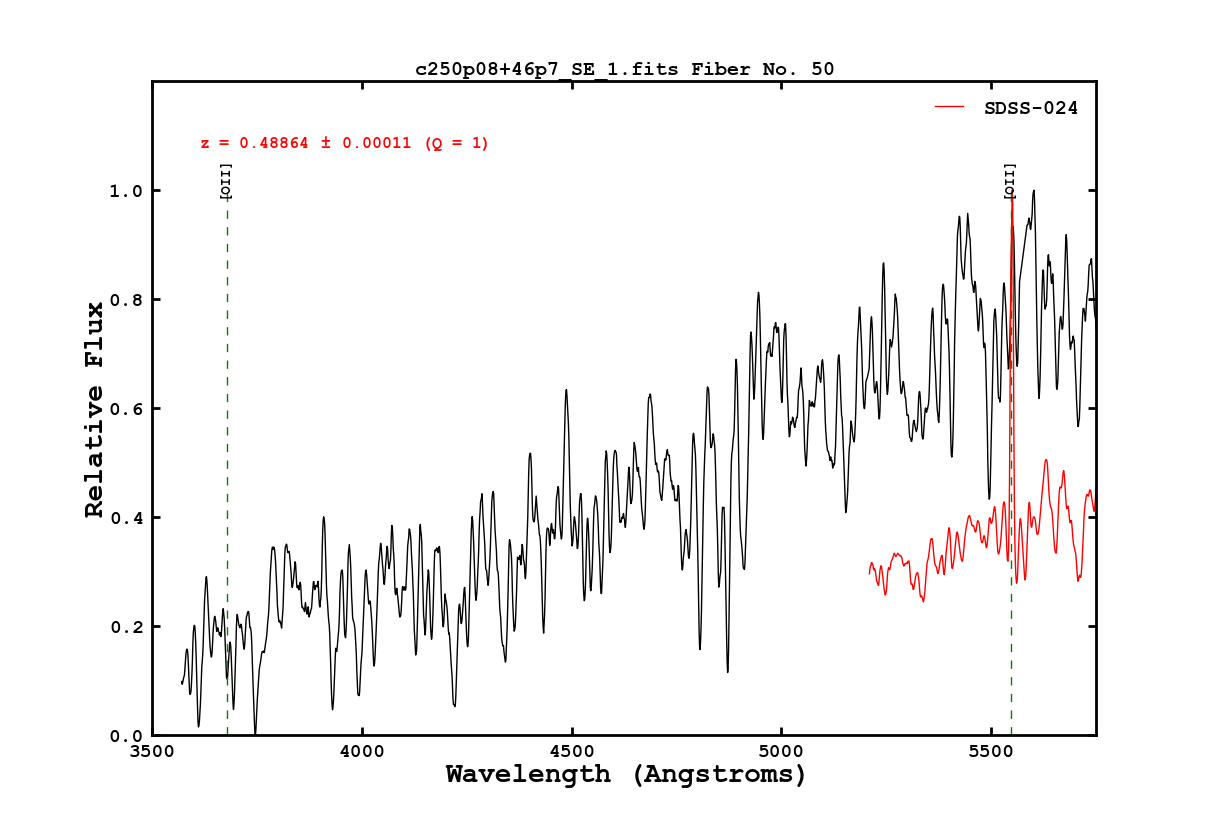 c250p08+46p7_SE_1.fits Fiber No. 50
SDSS-024
z = 0.48864 ± 0.00011 (Q = 1)
[OII]
[OII]
1.0
0.8
0.6
0.4
0.2
0.0
Relative Flux
3500
4000
4500
5000
5500
Wavelength (Angstroms)